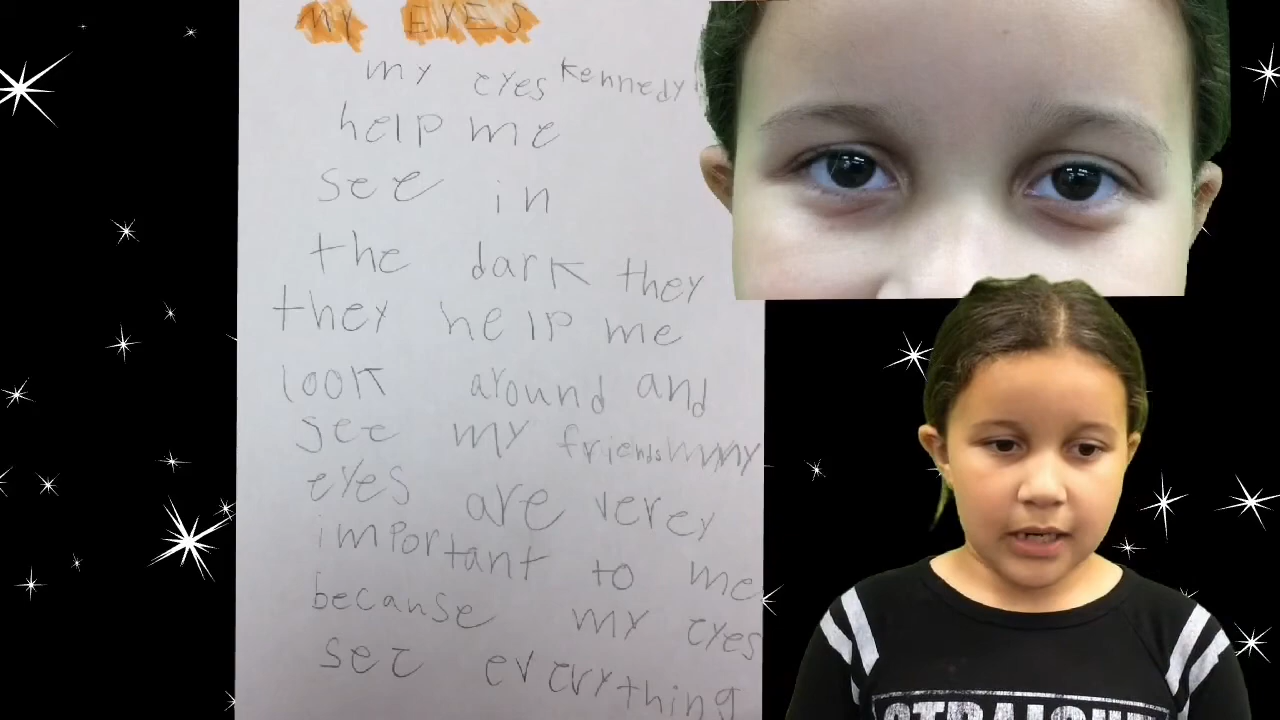 MY EYES
my eyes Kennedy
help me
see in
the dark they
they help me
look around and
see my friends my
eyes are verey
important to me
because my eyes
see everything